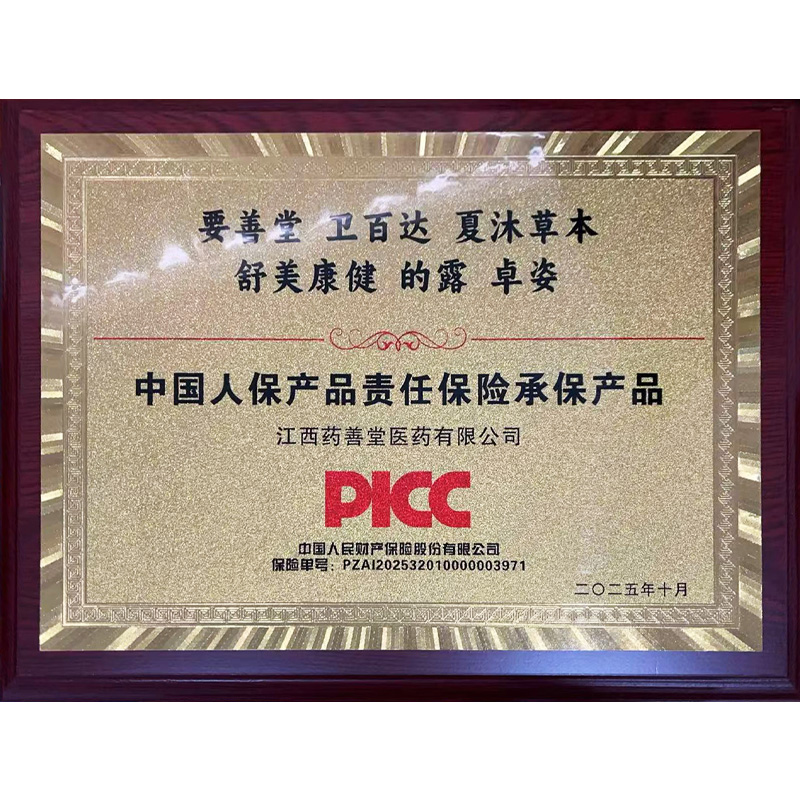 要善堂 卫百达 夏沐草本
舒美康健 的露 卓姿
中国人保产品责任保险承保产品
江西药善堂医药有限公司
PICC
中国人民财产保险股份有限公司
保险单号：PZAI202532010000003971
二〇二五年十月